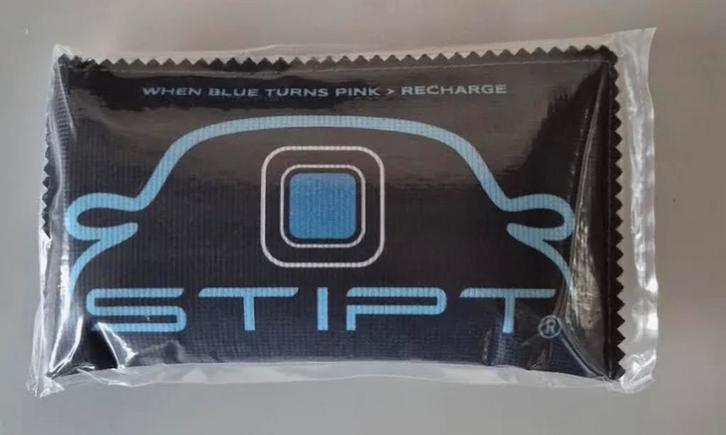 WHEN BLUE TURNS PINK > RECHARGE
STIPT®